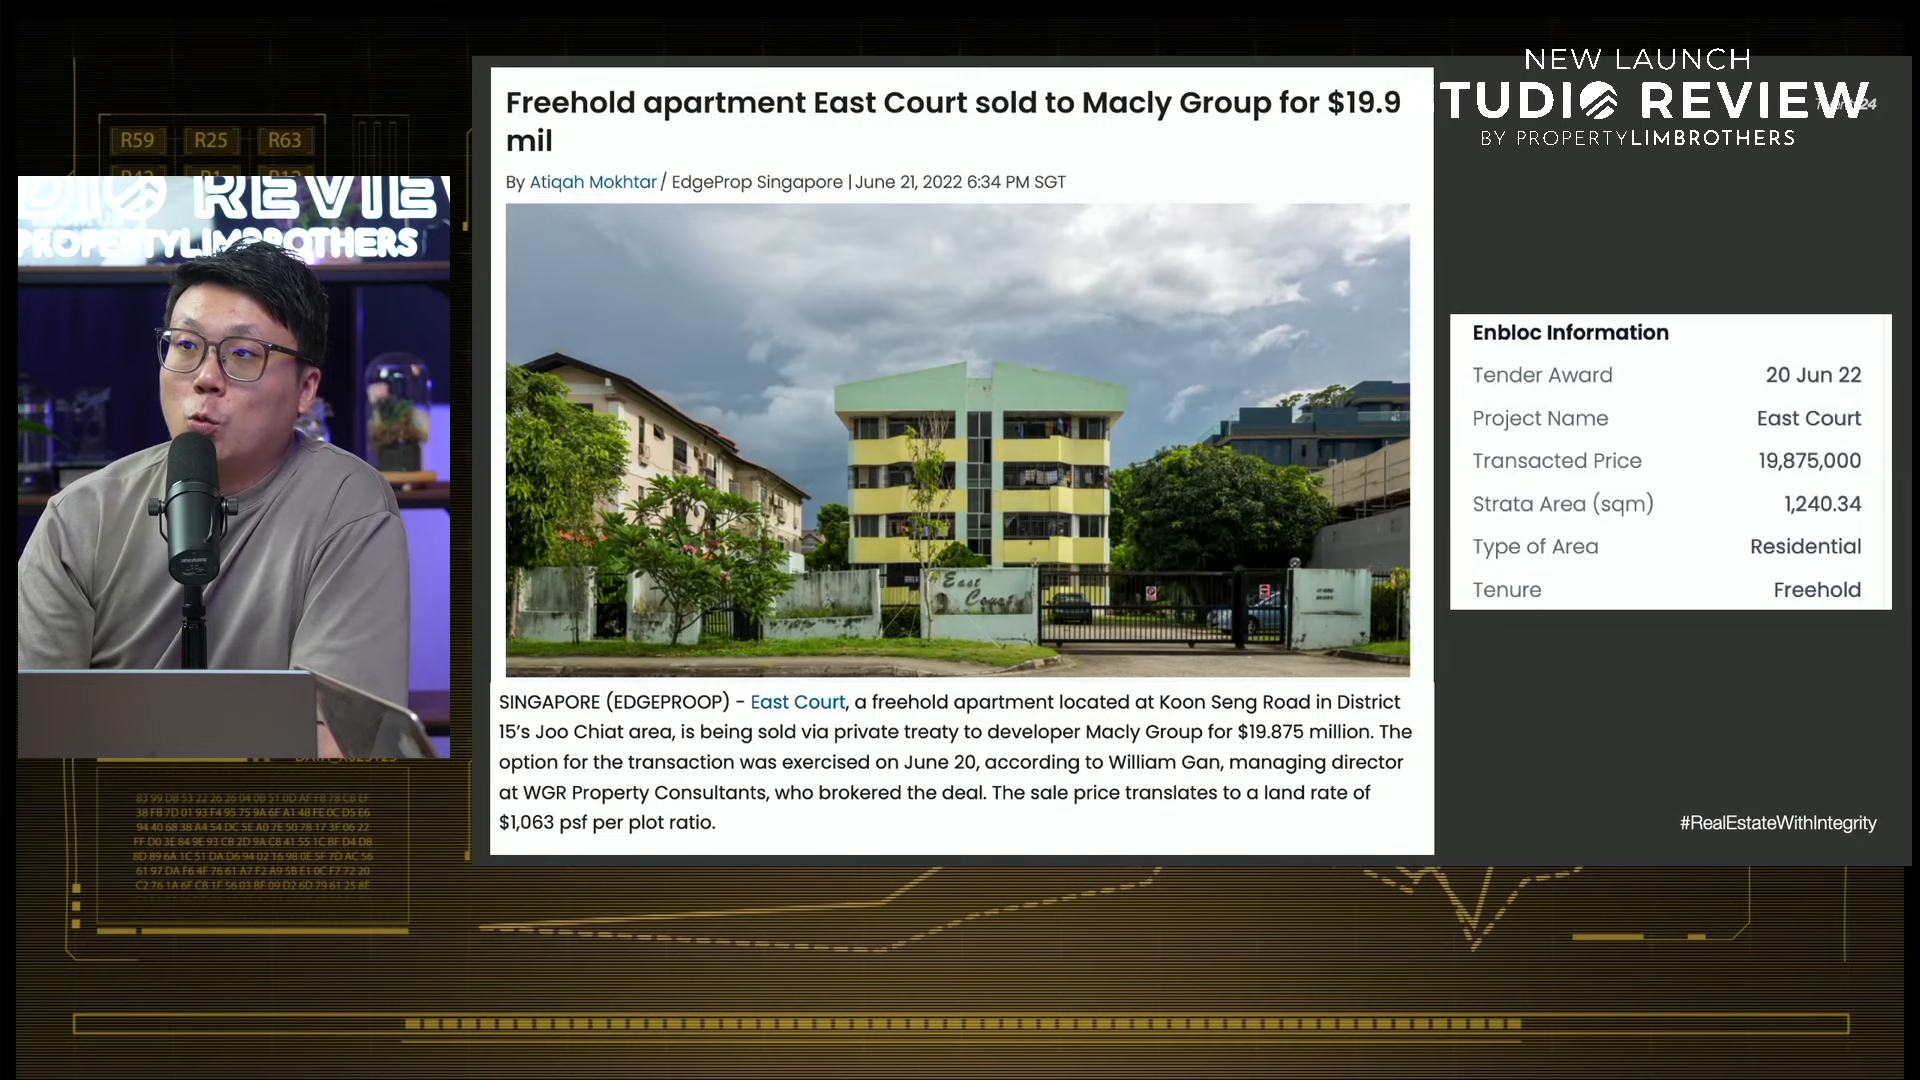 NEW LAUNCH
TUDIO REVIEW
BY PROPERTYLIMBROTHERS
Freehold apartment East Court sold to Macly Group for $19.9
mil
By Atiqah Mokhtar / EdgeProp Singapore | June 21, 2022 6:34 PM SGT
R59 R25 R63
DIO REVIE
PROPERTYLIMBROTHERS
East
Court
Enbloc Information
Tender Award 20 Jun 22
Project Name East Court
Transacted Price 19,875,000
Strata Area (sqm) 1,240.34
Type of Area Residential
Tenure Freehold
SINGAPORE (EDGEPROOP) - East Court, a freehold apartment located at Koon Seng Road in District
15's Joo Chiat area, is being sold via private treaty to developer Macly Group for $19.875 million. The
option for the transaction was exercised on June 20, according to William Gan, managing director
at WGR Property Consultants, who brokered the deal. The sale price translates to a land rate of
$1,063 psf per plot ratio.
#RealEstateWithIntegrity